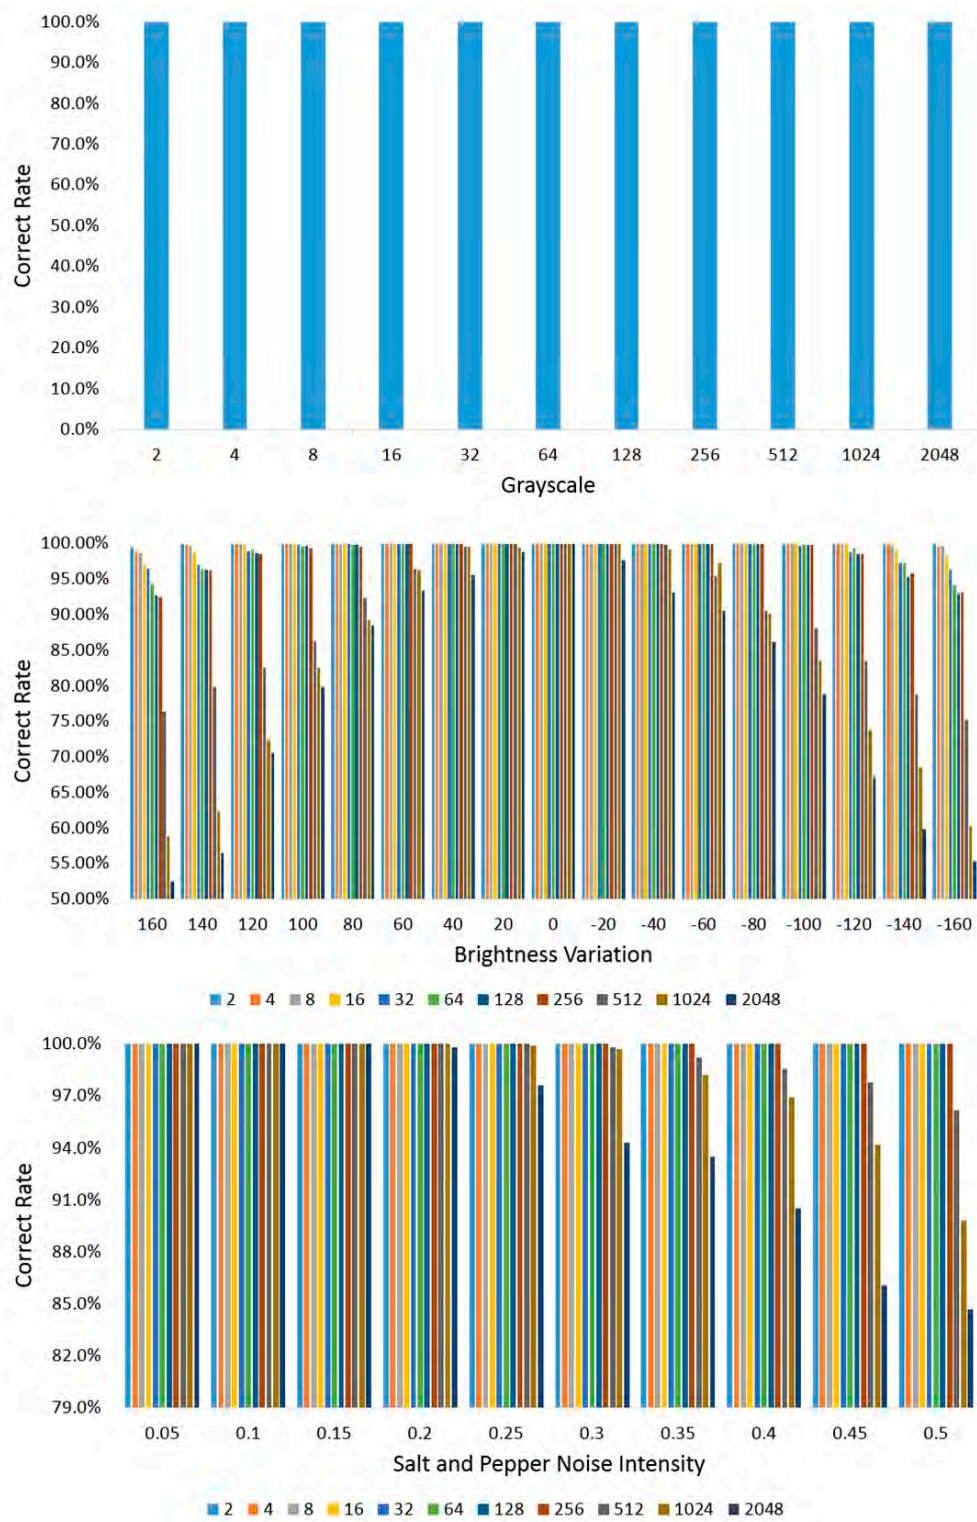 100.0%
90.0%
80.0%
70.0%
60.0%
50.0%
40.0%
30.0%
20.0%
10.0%
0.0%
Correct Rate
2 4 8 16 32 64 128 256 512 1024 2048
Grayscale
100.00%
95.00%
90.00%
85.00%
80.00%
75.00%
70.00%
65.00%
60.00%
55.00%
50.00%
Correct Rate
160 140 120 100 80 60 40 20 0 -20 -40 -60 -80 -100 -120 -140 -160
Brightness Variation
2 4 8 16 32 64 128 256 512 1024 2048
100.0%
97.0%
94.0%
91.0%
88.0%
85.0%
82.0%
79.0%
Correct Rate
0.05 0.1 0.15 0.2 0.25 0.3 0.35 0.4 0.45 0.5
Salt and Pepper Noise Intensity
2 4 8 16 32 64 128 256 512 1024 2048